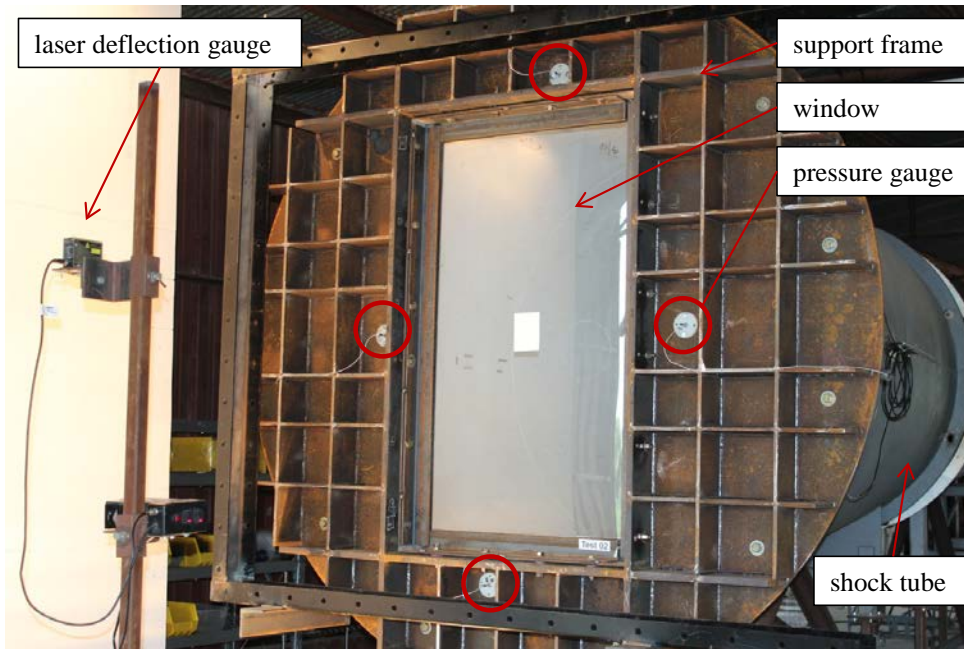 laser deflection gauge
support frame
window
pressure gauge
Test 02
shock tube